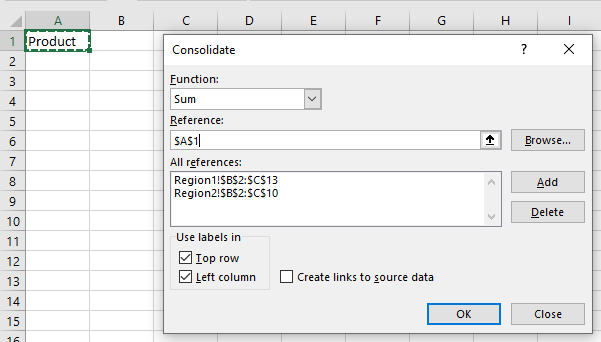 A B C D E F G H I
1 Product
2
3
4
5
6
7
8
9
10
11
12
13
14
15
16
Consolidate ? ×
Function:
Sum
Reference:
$A$1
Browse...
All references:
Region1!$B$2:$C$13
Region2!$B$2:$C$10
Add
Delete
Use labels in
Top row
Left column
Create links to source data
OK
Close